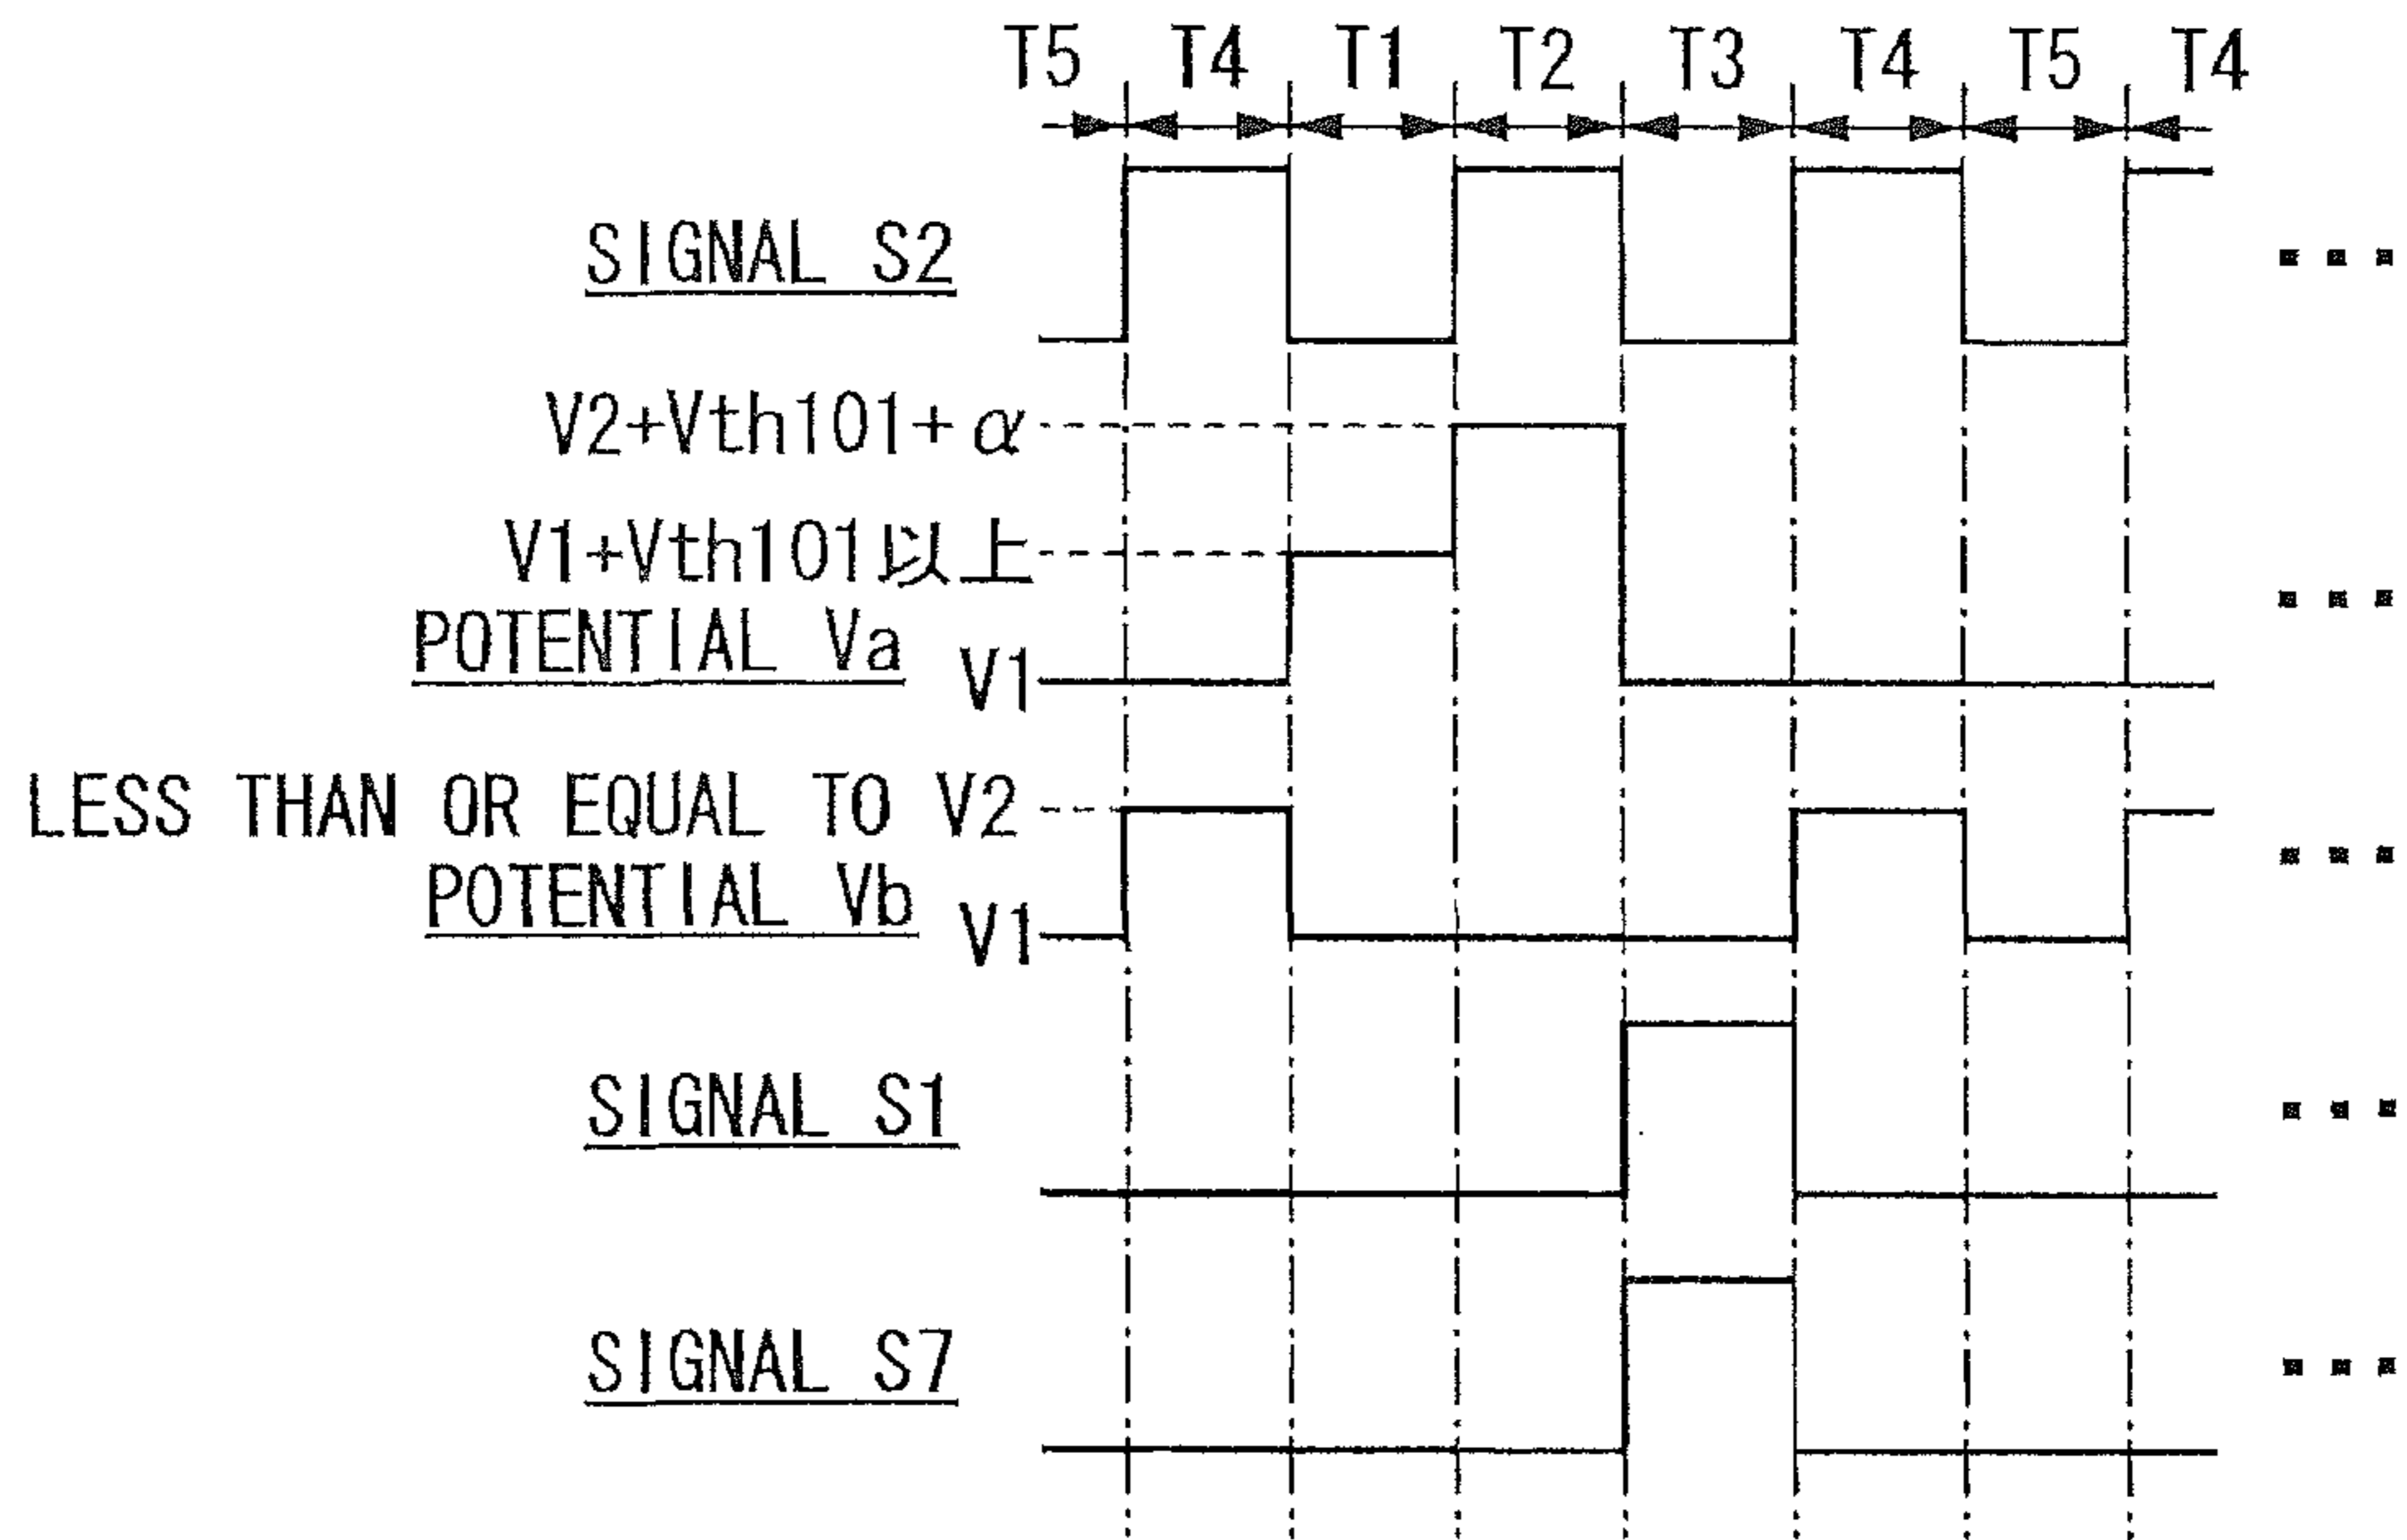 T5 T4 T1 T2 T3 T4 T5 T4
SIGNAL S2
V2+Vth101+α
V1+Vth101以上
POTENTIAL Va
V1
LESS THAN OR EQUAL TO V2
POTENTIAL Vb
V1
SIGNAL S1
SIGNAL S7